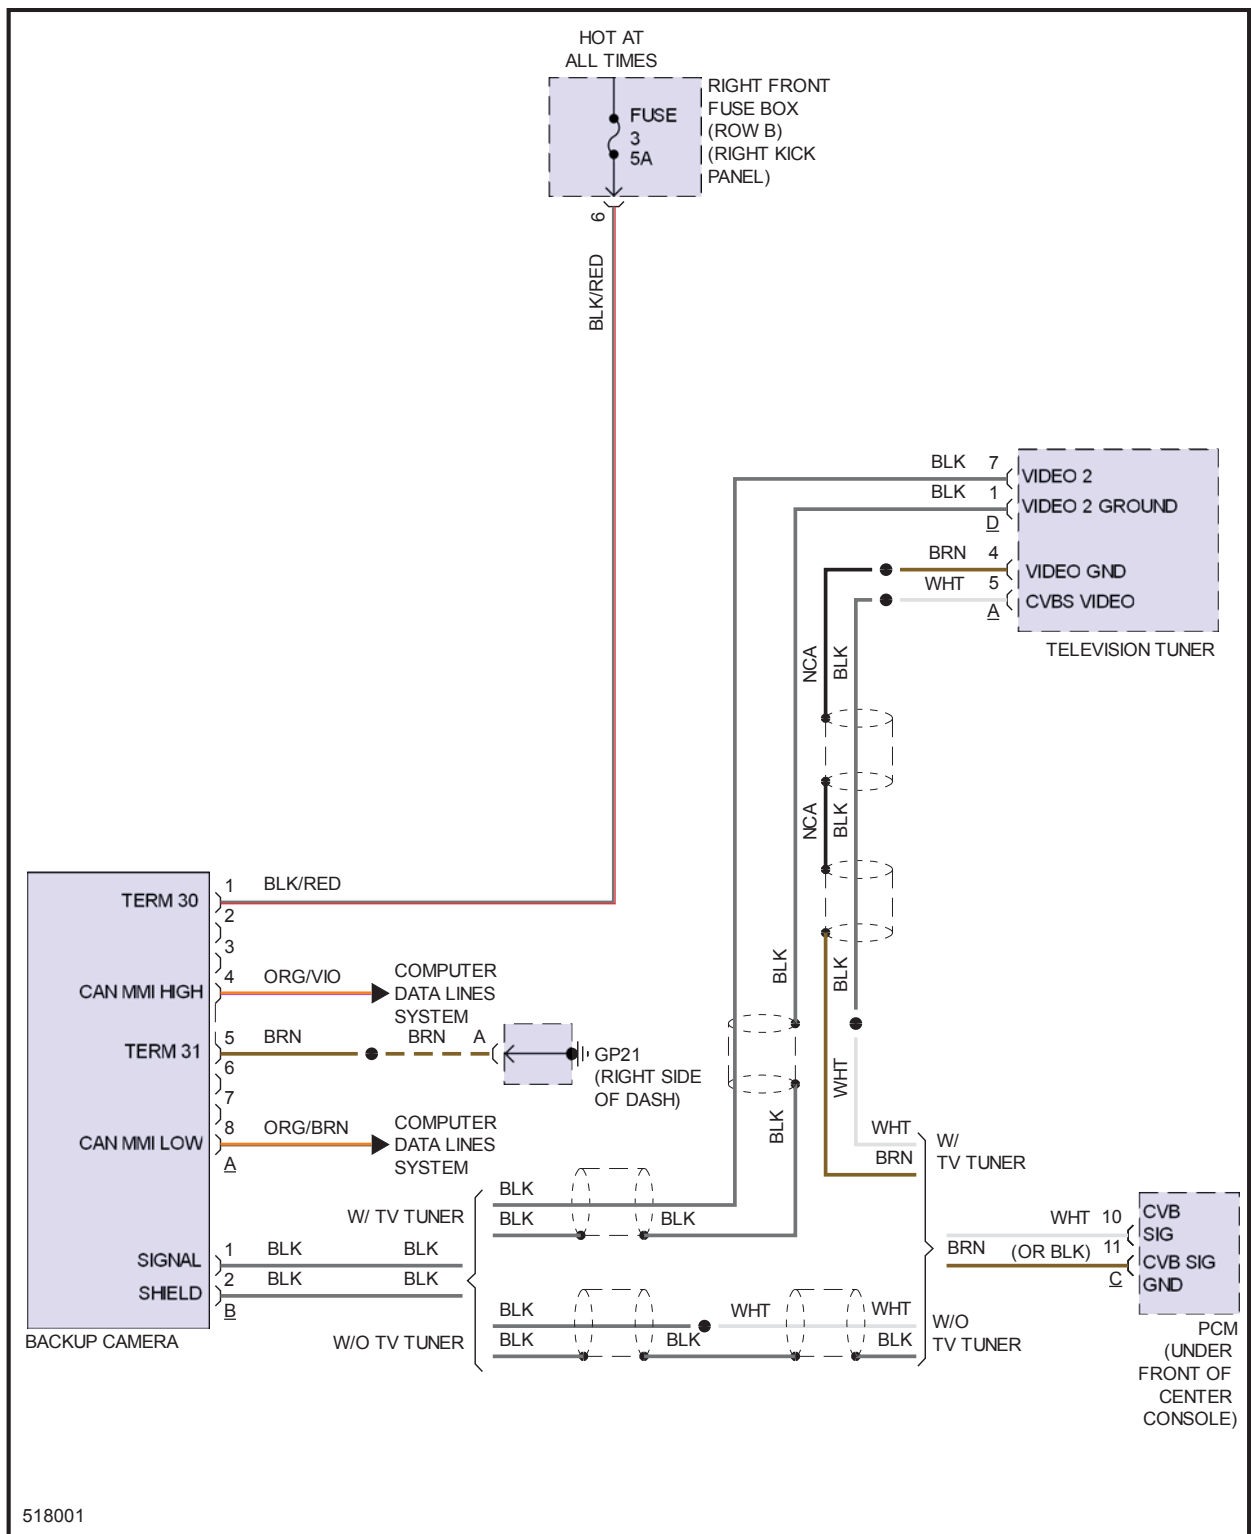 HOT AT
ALL TIMES
FUSE
3
5A
RIGHT FRONT
FUSE BOX
(ROW B)
(RIGHT KICK
PANEL)
6
BLK/RED
BLK 7
VIDEO 2
BLK 1
VIDEO 2 GROUND
D
BRN 4
VIDEO GND
WHT 5
CVBS VIDEO
A
TELEVISION TUNER
NCA
BLK
NCA
BLK
BLK
BLK
BLK
WHT
TERM 30
1 BLK/RED
2
3
CAN MMI HIGH
4 ORG/VIO
COMPUTER
DATA LINES
SYSTEM
TERM 31
5 BRN
BRN A
GP21
(RIGHT SIDE
OF DASH)
6
7
CAN MMI LOW
8 ORG/BRN
A
COMPUTER
DATA LINES
SYSTEM
WHT
BRN
W/
TV TUNER
W/ TV TUNER
BLK
BLK
BLK
SIGNAL
1 BLK BLK
SHIELD
2 BLK BLK
B
BACKUP CAMERA
W/O TV TUNER
BLK
WHT
WHT
BLK
BLK
BLK
W/O
TV TUNER
WHT 10
CVB
SIG
BRN (OR BLK) 11
CVB SIG
GND
C
PCM
(UNDER
FRONT OF
CENTER
CONSOLE)
518001